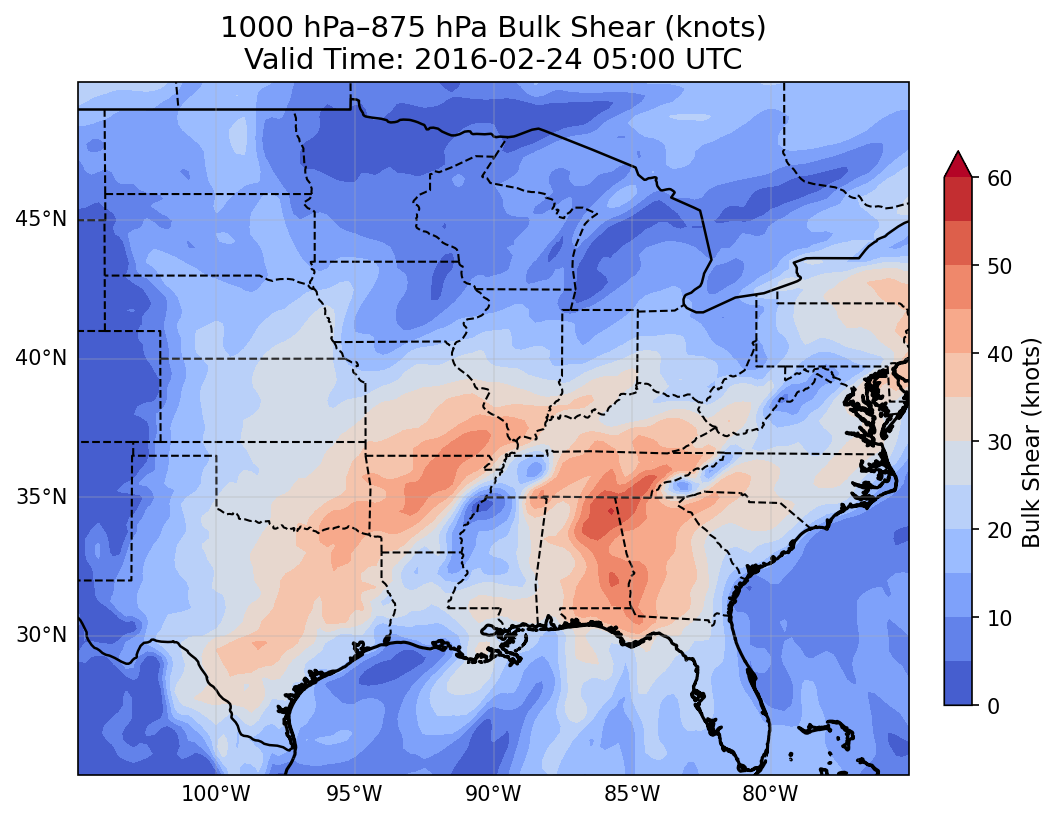 1000 hPa–875 hPa Bulk Shear (knots)
Valid Time: 2016-02-24 05:00 UTC
45°N
40°N
35°N
30°N
100°W
95°W
90°W
85°W
80°W
60
50
40
30
20
10
0
Bulk Shear (knots)